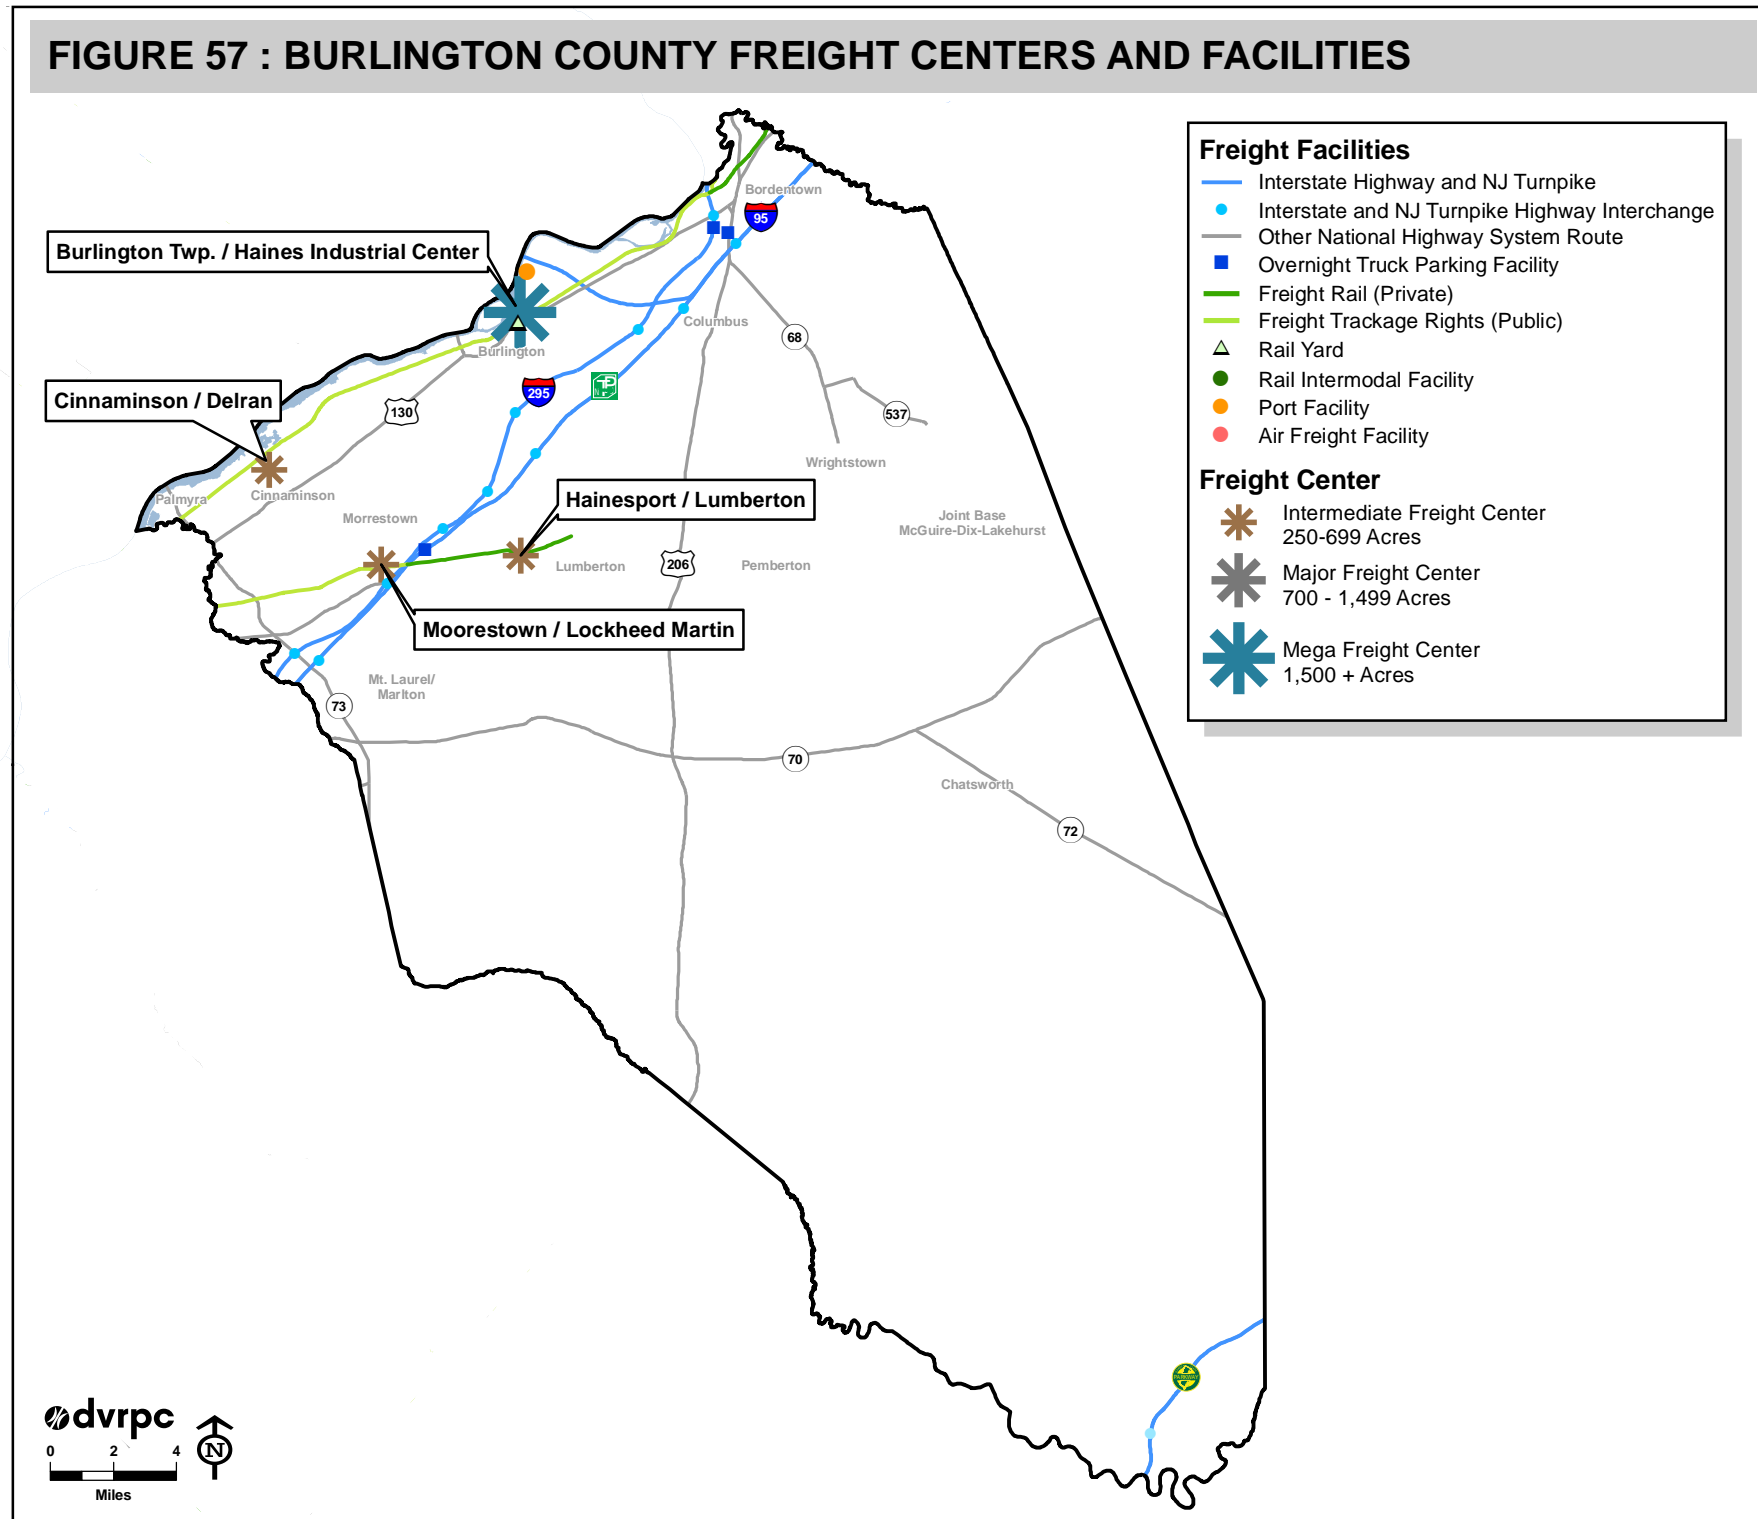 FIGURE 57 : BURLINGTON COUNTY FREIGHT CENTERS AND FACILITIES
Freight Facilities
Interstate Highway and NJ Turnpike
Interstate and NJ Turnpike Highway Interchange
Other National Highway System Route
Overnight Truck Parking Facility
Freight Rail (Private)
Freight Trackage Rights (Public)
Rail Yard
Rail Intermodal Facility
Port Facility
Air Freight Facility
Freight Center
Intermediate Freight Center
250-699 Acres
Major Freight Center
700 - 1,499 Acres
Mega Freight Center
1,500 + Acres
Bordentown
95
Burlington Twp. / Haines Industrial Center
Columbus
68
Burlington
295
130
537
Cinnaminson / Delran
Wrightstown
Palmyra
Cinnaminson
Hainesport / Lumberton
Morrestown
Joint Base
McGuire-Dix-Lakehurst
206
Lumberton
Pemberton
Moorestown / Lockheed Martin
Mt. Laurel/
Marlton
73
70
Chatsworth
72
PARKWAY
dvrpc
0 2 4
Miles
N